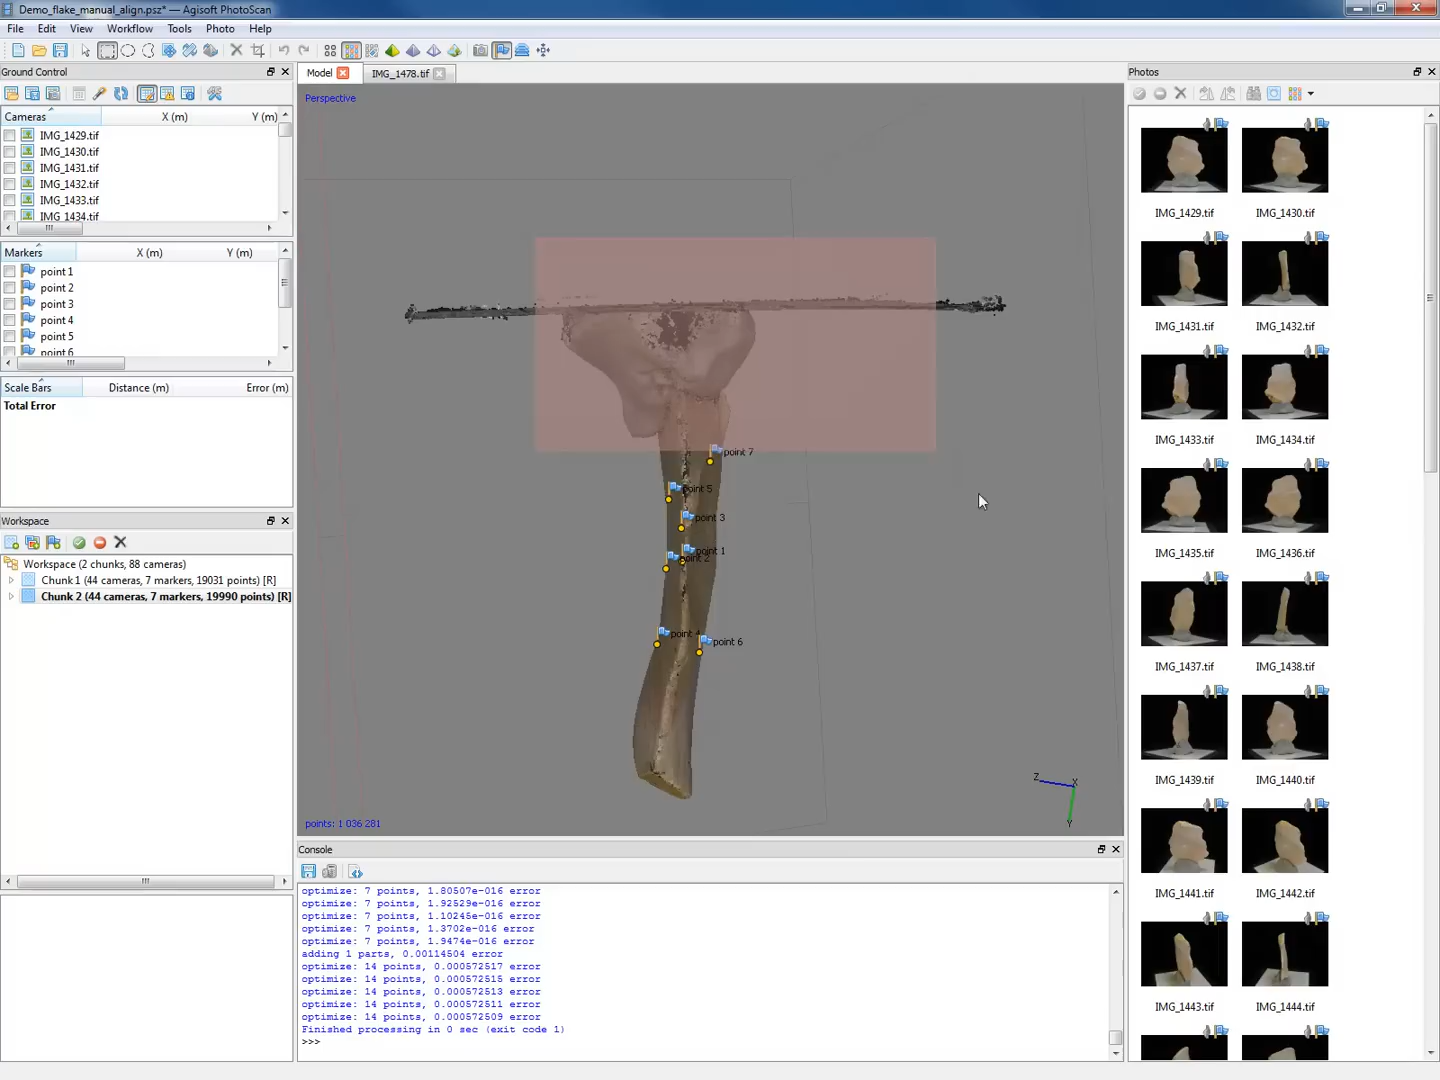 Demo_flake_manual_align.psz* — Agisoft PhotoScan
File Edit View Workflow Tools Photo Help
Ground Control
Cameras X (m) Y (m)
IMG_1429.tif
IMG_1430.tif
IMG_1431.tif
IMG_1432.tif
IMG_1433.tif
IMG_1434.tif
Markers X (m) Y (m)
point 1
point 2
point 3
point 4
point 5
point 6
Scale Bars Distance (m) Error (m)
Total Error
Workspace
Workspace (2 chunks, 88 cameras)
Chunk 1 (44 cameras, 7 markers, 19031 points) [R]
Chunk 2 (44 cameras, 7 markers, 19990 points) [R]
Model IMG_1478.tif
Perspective
point 7
point 5
point 3
point 1
point 2
point 4
point 6
Z X
Y
points: 1 036 281
Console
optimize: 7 points, 1.80507e-016 error
optimize: 7 points, 1.92529e-016 error
optimize: 7 points, 1.10245e-016 error
optimize: 7 points, 1.3702e-016 error
optimize: 7 points, 1.9474e-016 error
adding 1 parts, 0.00114504 error
optimize: 14 points, 0.000572517 error
optimize: 14 points, 0.000572515 error
optimize: 14 points, 0.000572513 error
optimize: 14 points, 0.000572511 error
optimize: 14 points, 0.000572509 error
Finished processing in 0 sec (exit code 1)
>>>
Photos
IMG_1429.tif IMG_1430.tif
IMG_1431.tif IMG_1432.tif
IMG_1433.tif IMG_1434.tif
IMG_1435.tif IMG_1436.tif
IMG_1437.tif IMG_1438.tif
IMG_1439.tif IMG_1440.tif
IMG_1441.tif IMG_1442.tif
IMG_1443.tif IMG_1444.tif